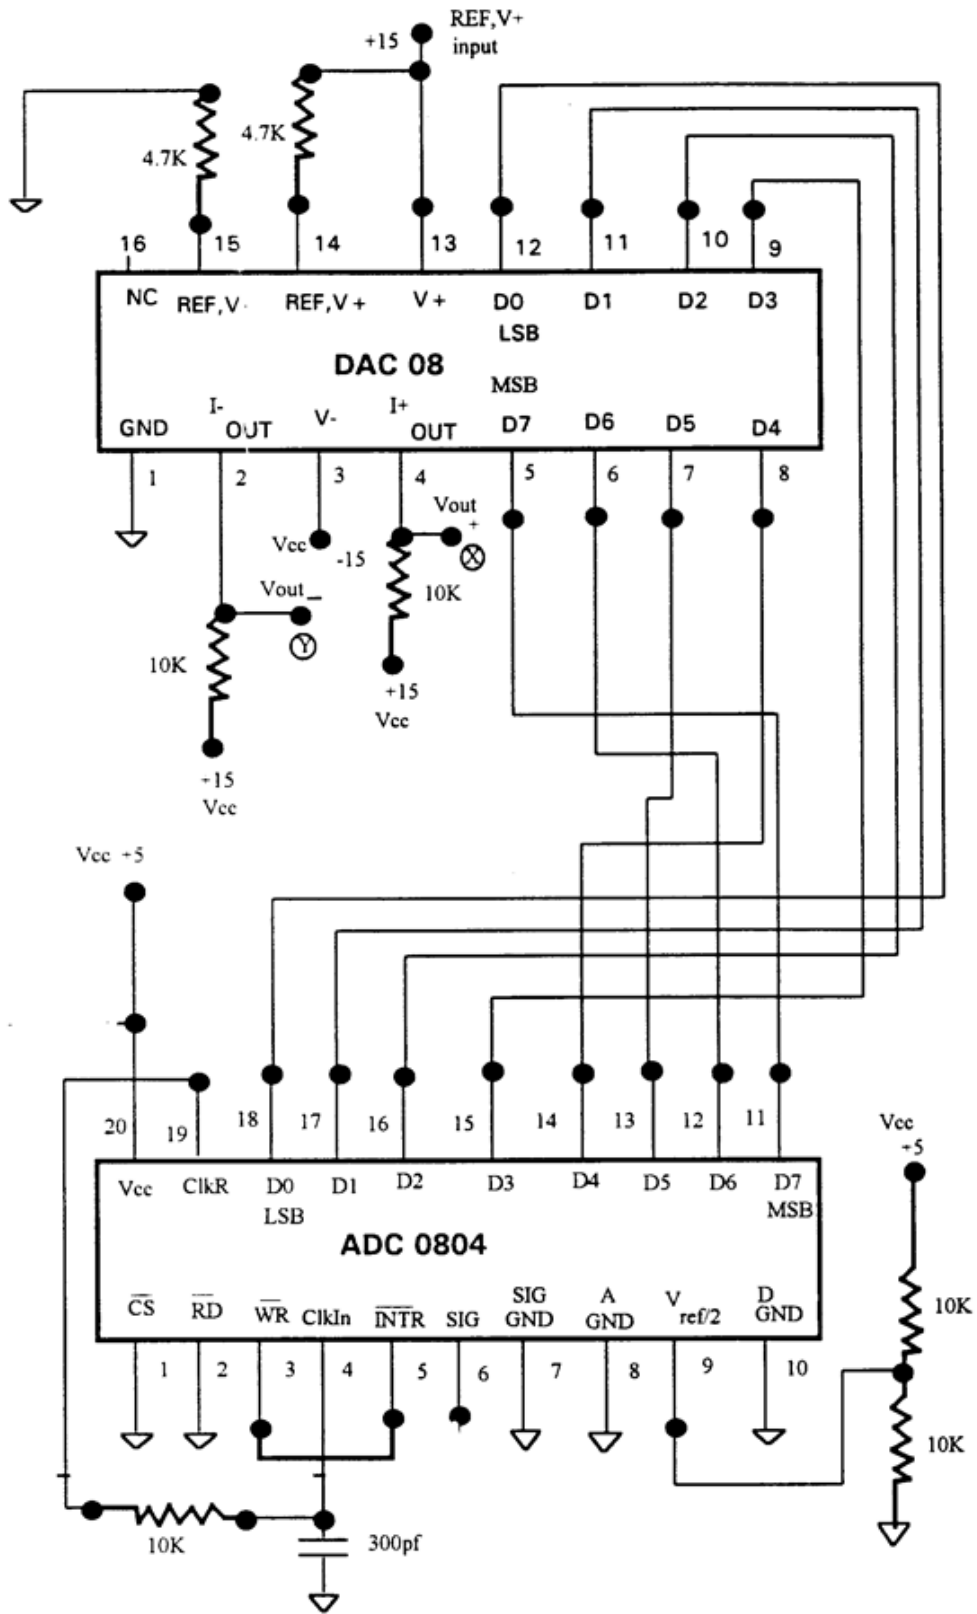 REF,V+
+15
input
4.7K
4.7K
16
15
14
13
12
11
10
9
NC
REF,V-
REF,V+
V+
D0
D1
D2
D3
LSB
DAC 08
MSB
GND
I-
OUT
V-
I+
OUT
D7
D6
D5
D4
1
2
3
4
5
6
7
8
Vcc
-15
Vout
+
X
10K
Vout _
Y
10K
+15
Vcc
+15
Vcc
Vcc +5
20
19
18
17
16
15
14
13
12
11
Vcc
+5
Vcc
ClkR
D0
D1
D2
D3
D4
D5
D6
D7
LSB
MSB
ADC 0804
CS
RD
WR
ClkIn
INTR
SIG
SIG
GND
A
GND
V
ref/2
D
GND
10K
1
2
3
4
5
6
7
8
9
10
10K
10K
300pf